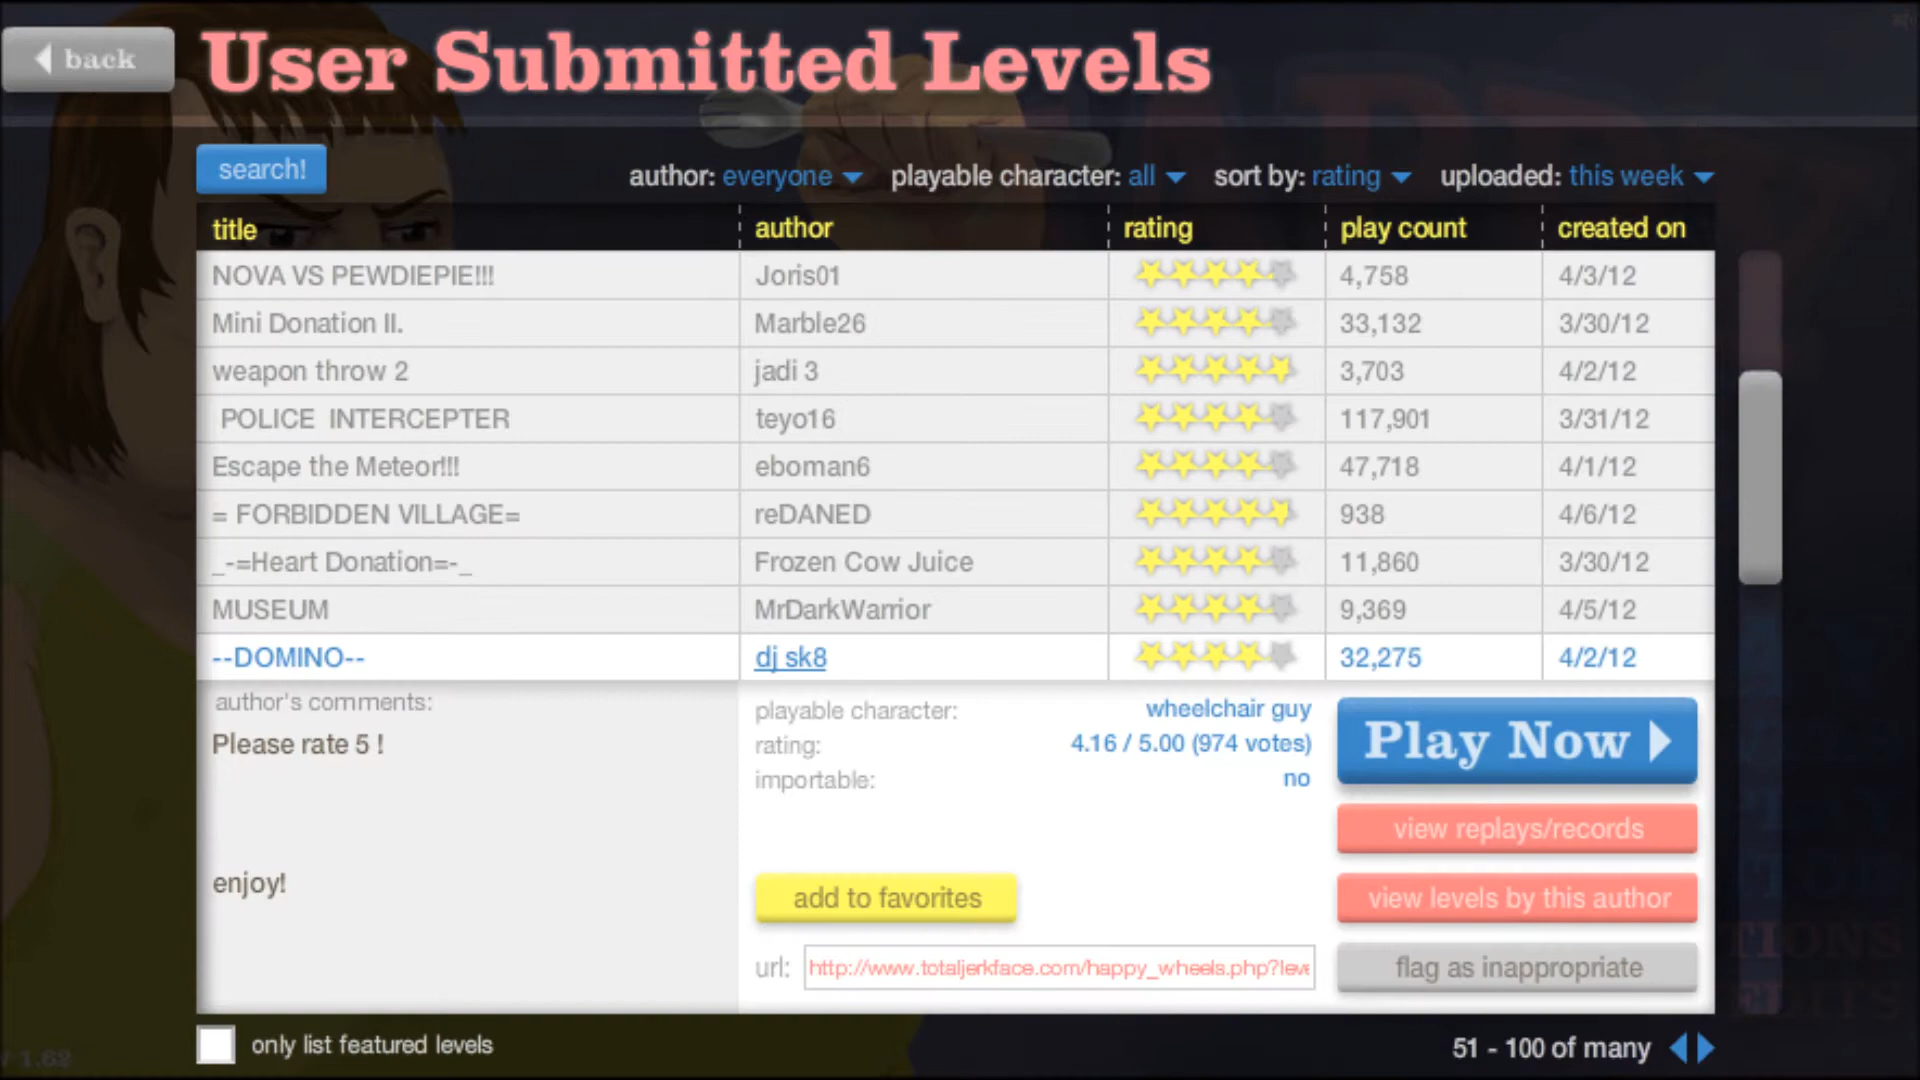 back
User Submitted Levels
search!
author: everyone playable character: all sort by: rating uploaded: this week
title author rating play count created on
NOVA VS PEWDIEPIE!!! Joris01 4,758 4/3/12
Mini Donation II. Marble26 33,132 3/30/12
weapon throw 2 jadi 3 3,703 4/2/12
POLICE INTERCEPTER teyo16 117,901 3/31/12
Escape the Meteor!!! eboman6 47,718 4/1/12
= FORBIDDEN VILLAGE= reDANED 938 4/6/12
_-=Heart Donation=-_ Frozen Cow Juice 11,860 3/30/12
MUSEUM MrDarkWarrior 9,369 4/5/12
--DOMINO-- dj sk8 32,275 4/2/12
author's comments:
Please rate 5 !
enjoy!
playable character: wheelchair guy
rating: 4.16 / 5.00 (974 votes)
importable: no
add to favorites
url: http://www.totaljerkface.com/happy_wheels.php?leve
Play Now
view replays/records
view levels by this author
flag as inappropriate
only list featured levels
51 - 100 of many
v 1.62